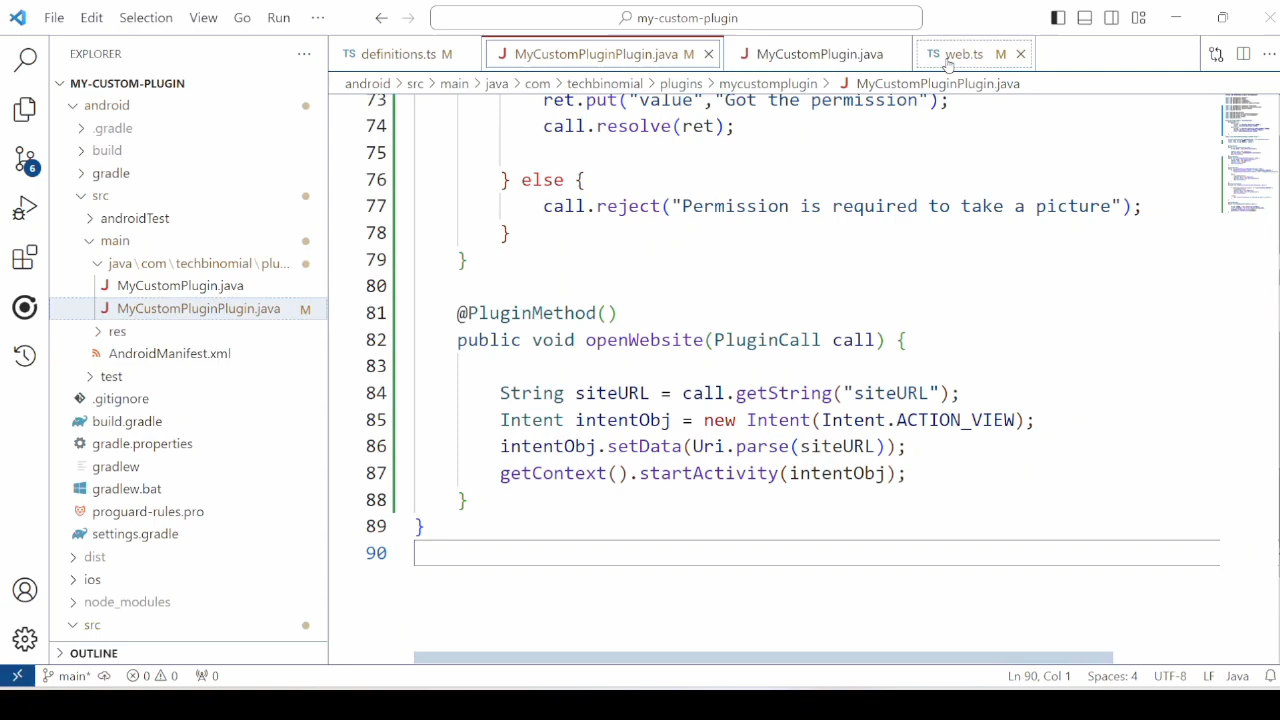 File Edit Selection View Go Run ··· my-custom-plugin
EXPLORER ···
MY-CUSTOM-PLUGIN
android
.gradle
build
gradle
src
androidTest
main
java\com\techbinomial\plu...
MyCustomPlugin.java
MyCustomPluginPlugin.java M
res
AndroidManifest.xml
test
.gitignore
build.gradle
gradle.properties
gradlew
gradlew.bat
proguard-rules.pro
settings.gradle
dist
ios
node_modules
src
OUTLINE
6
TS definitions.ts M J MyCustomPluginPlugin.java M J MyCustomPlugin.java TS web.ts M ···
android > src > main > java > com > techbinomial > plugins > mycustomplugin > J MyCustomPluginPlugin.java
73 ret.put("value","Got the permission");
74 call.resolve(ret);
75
76 } else {
77 call.reject("Permission is required to take a picture");
78 }
79 }
80
81 @PluginMethod()
82 public void openWebsite(PluginCall call) {
83
84 String siteURL = call.getString("siteURL");
85 Intent intentObj = new Intent(Intent.ACTION_VIEW);
86 intentObj.setData(Uri.parse(siteURL));
87 getContext().startActivity(intentObj);
88 }
89 }
90
main* 0 0 0 Ln 90, Col 1 Spaces: 4 UTF-8 LF Java